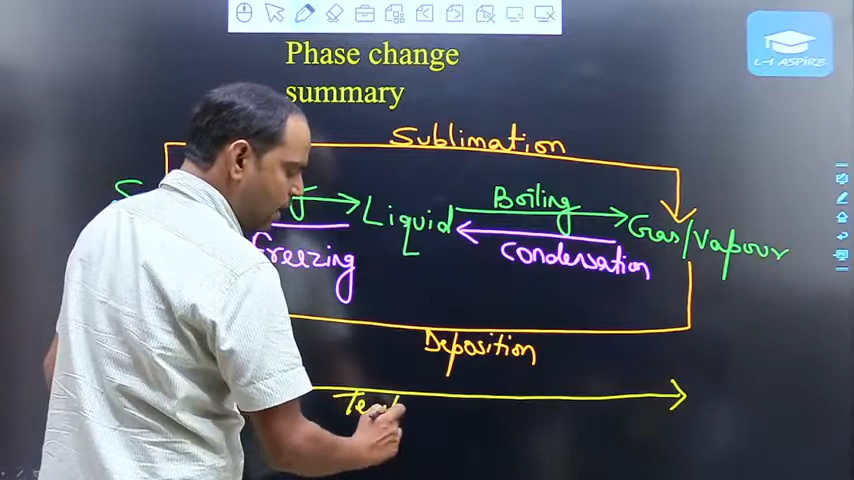 Phase change
summary
L-1 ASPIRE
Sublimation
Liquid
Boiling
Gas/Vapour
Freezing
Condensation
Deposition